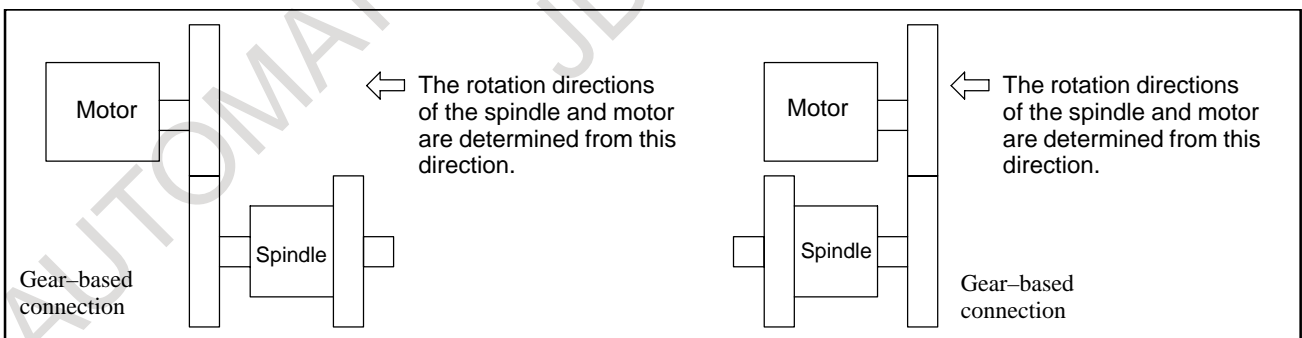 Motor
The rotation directions
of the spindle and motor
are determined from this
direction.
Spindle
Gear–based
connection
Motor
The rotation directions
of the spindle and motor
are determined from this
direction.
Spindle
Gear–based
connection